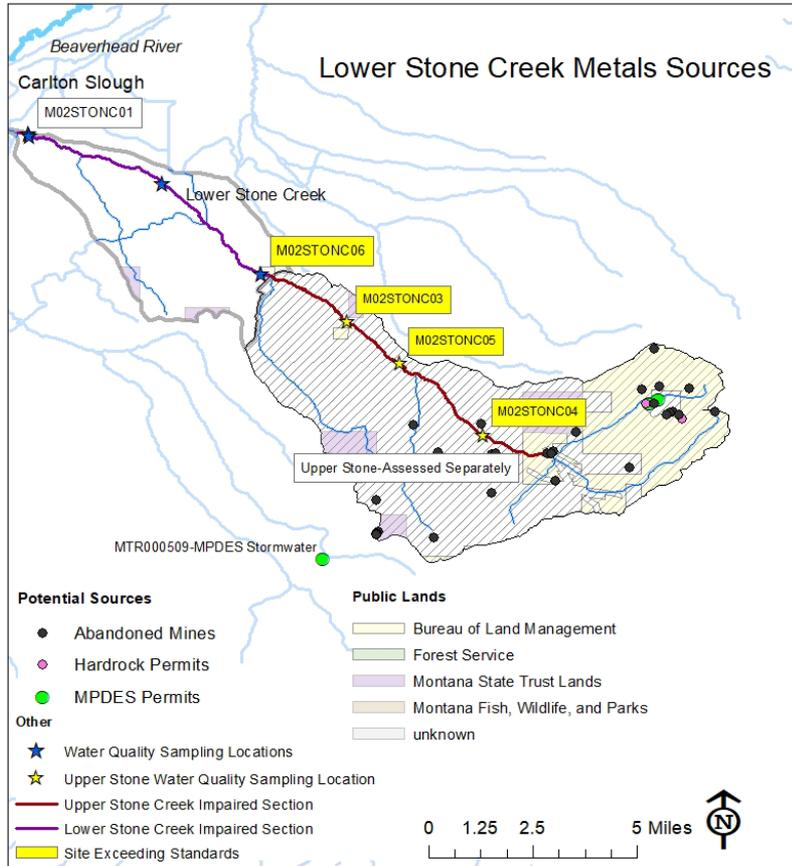 Lower Stone Creek Metals Sources
Beaverhead River
Carlton Slough
M02STONC01
Lower Stone Creek
M02STONC06
M02STONC03
M02STONC05
M02STONC04
Upper Stone-Assessed Separately
MTR000509-MPDES Stormwater
Potential Sources
Abandoned Mines
Hardrock Permits
MPDES Permits
Other
Water Quality Sampling Locations
Upper Stone Water Quality Sampling Location
Upper Stone Creek Impaired Section
Lower Stone Creek Impaired Section
Site Exceeding Standards
Public Lands
Bureau of Land Management
Forest Service
Montana State Trust Lands
Montana Fish, Wildlife, and Parks
unknown
0 1.25 2.5 5 Miles
N